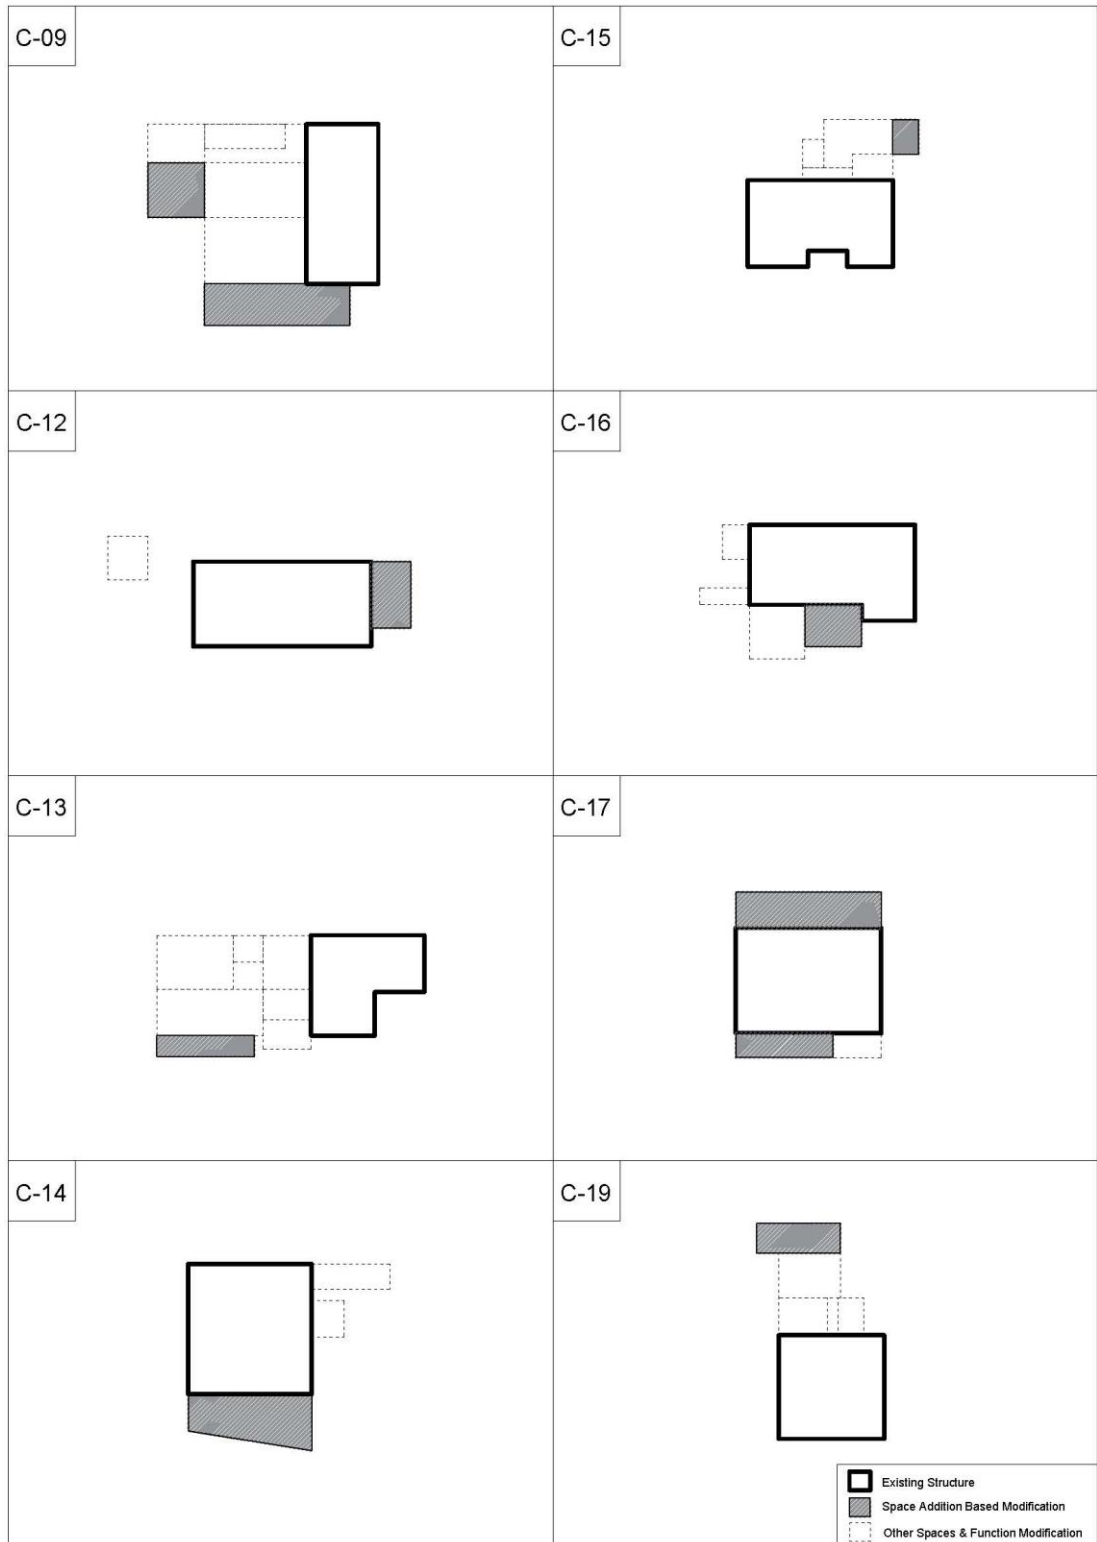 C-09
C-15
C-12
C-16
C-13
C-17
C-14
C-19
Existing Structure
Space Addition Based Modification
Other Spaces & Function Modification